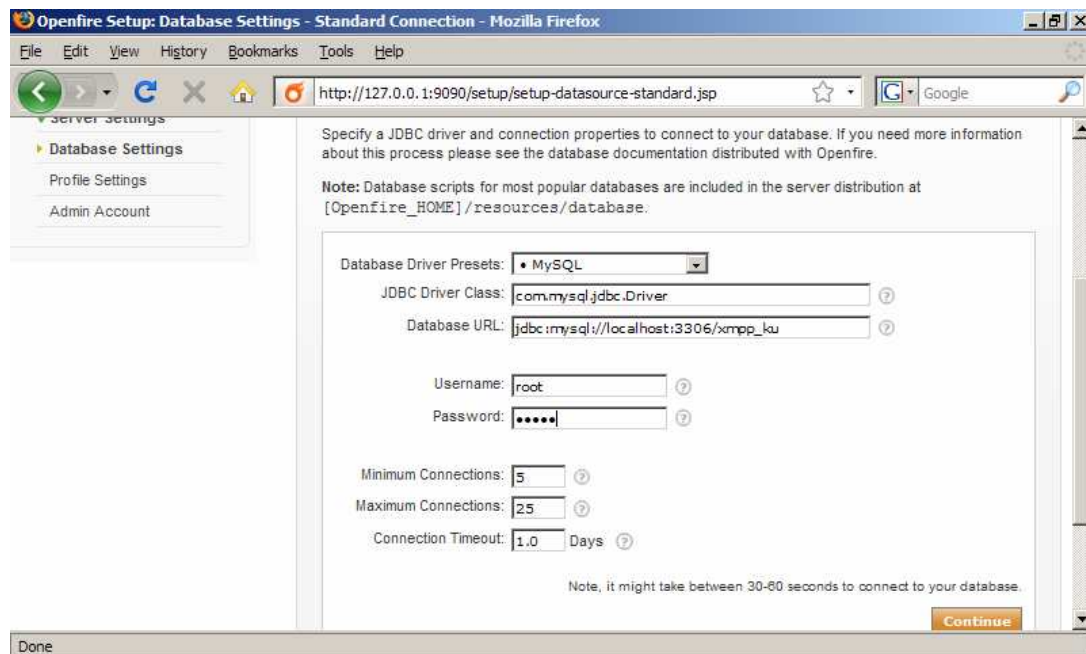 Openfire Setup: Database Settings - Standard Connection - Mozilla Firefox
File Edit View History Bookmarks Tools Help
http://127.0.0.1:9090/setup/setup-datasource-standard.jsp
Google
Server Settings
Database Settings
Profile Settings
Admin Account
Specify a JDBC driver and connection properties to connect to your database. If you need more information
about this process please see the database documentation distributed with Openfire.
Note: Database scripts for most popular databases are included in the server distribution at
[Openfire_HOME]/resources/database.
Database Driver Presets: • MySQL
JDBC Driver Class: com.mysql.jdbc.Driver
Database URL: jdbc:mysql://localhost:3306/xmpp_ku
Username: root
Password: •••••
Minimum Connections: 5
Maximum Connections: 25
Connection Timeout: 1.0 Days
Note, it might take between 30-60 seconds to connect to your database.
Continue
Done